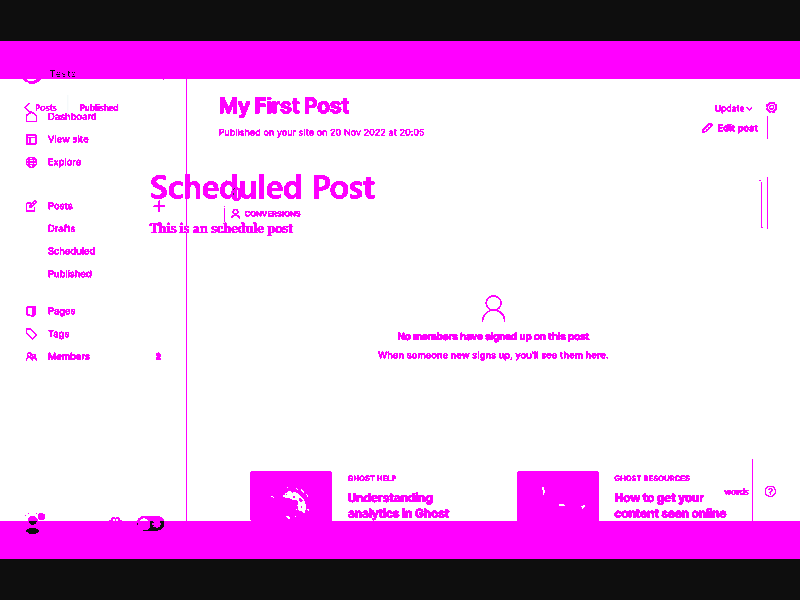 Test2
Posts Published
Dashboard
View site
Explore
Posts
Drafts
Scheduled
Published
Pages
Tags
Members 2
My First Post
Published on your site on 20 Nov 2022 at 20:05
Update
Edit post
Scheduled Post
CONVERSIONS
This is an schedule post
No members have signed up on this post
When someone new signs up, you'll see them here.
GHOST HELP
Understanding
analytics in Ghost
GHOST RESOURCES
How to get your
content seen online
words